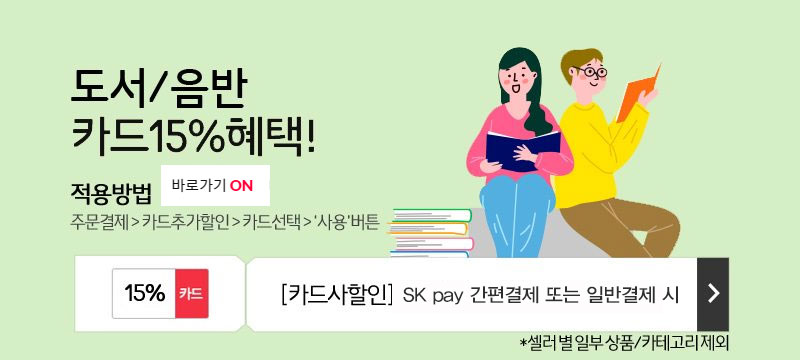 도서/음반
카드15%혜택!
적용방법 바로가기 ON
주문결제>카드추가할인>카드선택>'사용'버튼
15% 카드 [카드사할인] SK pay 간편결제 또는 일반결제 시
*셀러별 일부 상품/카테고리 제외